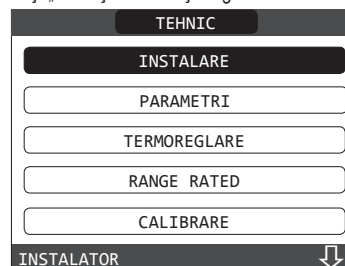 TEHNIC
INSTALARE
PARAMETRI
TERMOREGLARE
RANGE RATED
CALIBRARE
INSTALATOR